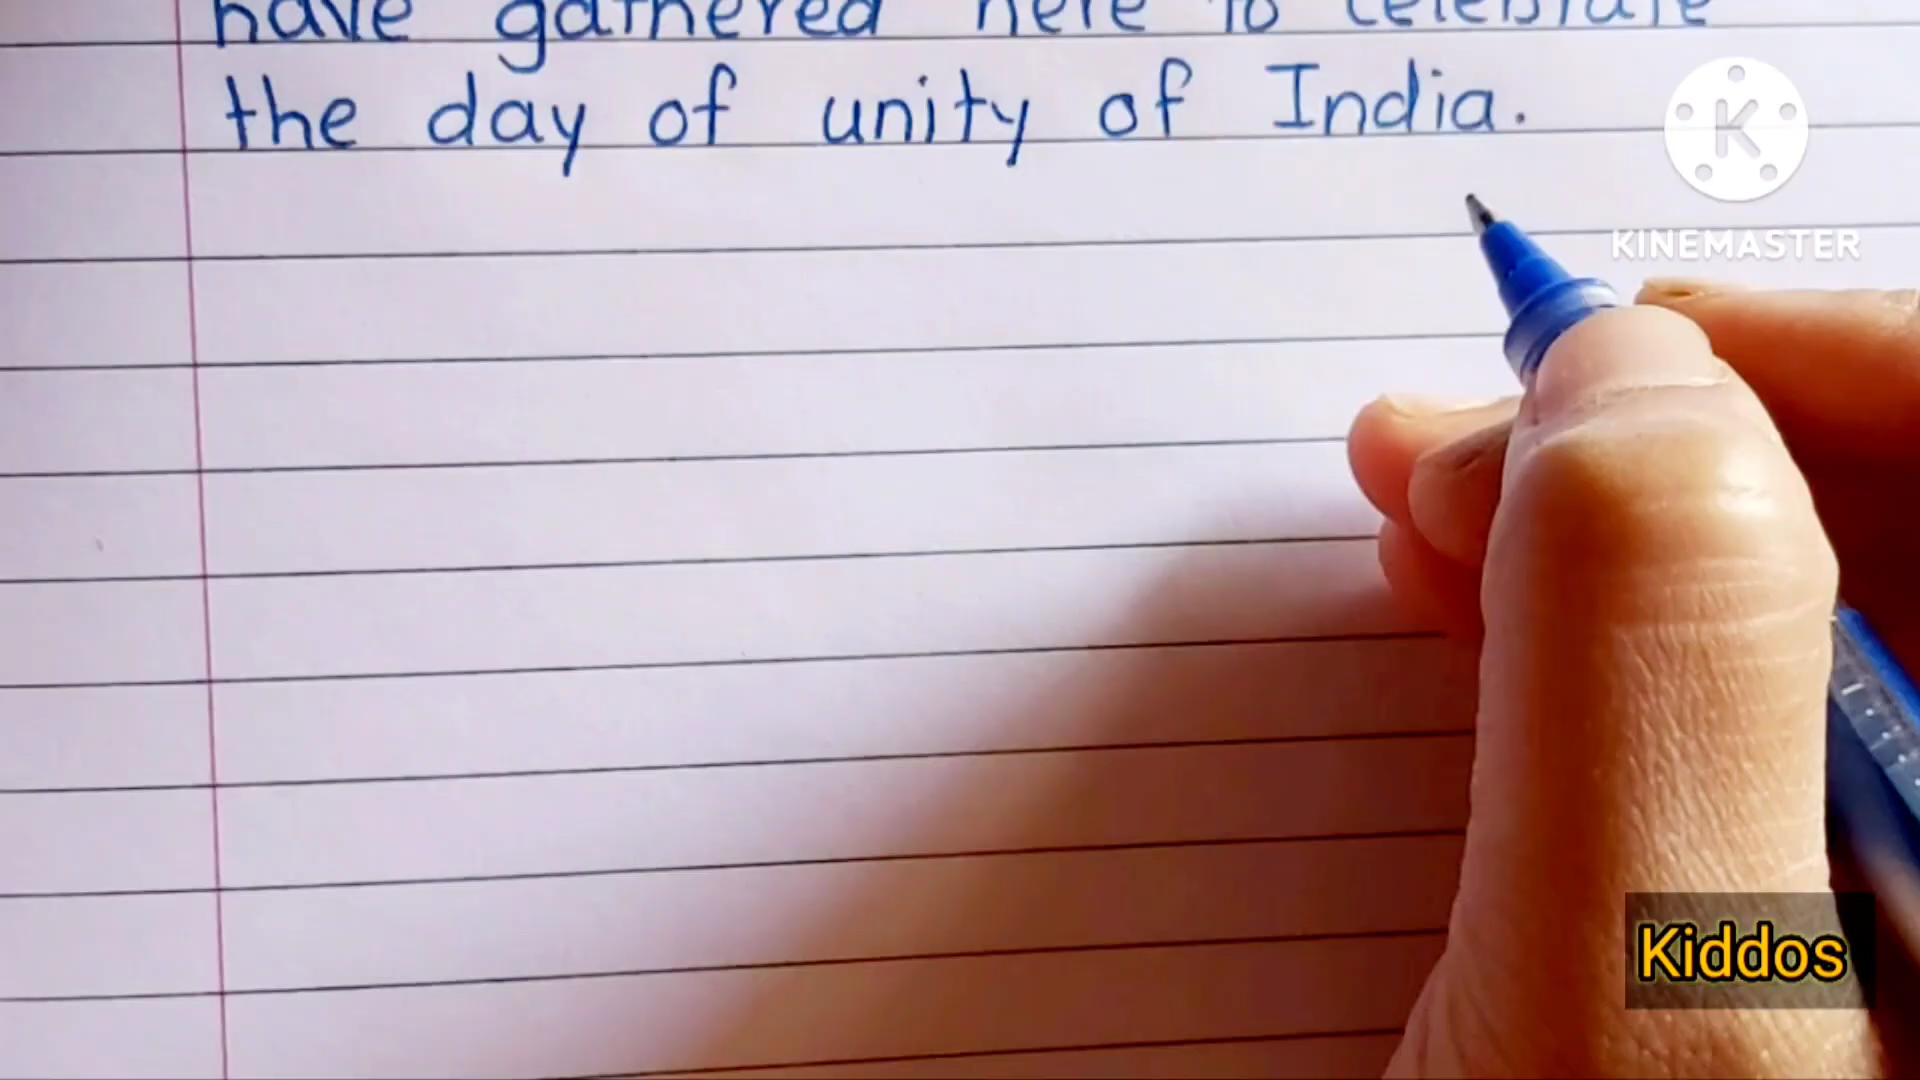 have gathered here to celebrate
the day of unity of India.
K
KINEMASTER
Kiddos